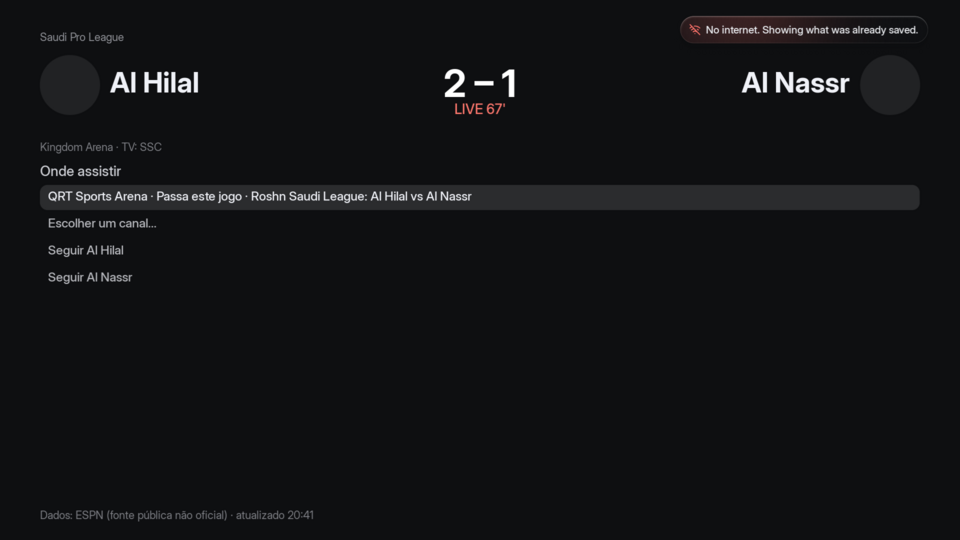 Saudi Pro League
No internet. Showing what was already saved.
Al Hilal
2 – 1
Al Nassr
LIVE 67'
Kingdom Arena · TV: SSC
Onde assistir
QRT Sports Arena · Passa este jogo · Roshn Saudi League: Al Hilal vs Al Nassr
Escolher um canal...
Seguir Al Hilal
Seguir Al Nassr
Dados: ESPN (fonte pública não oficial) · atualizado 20:41